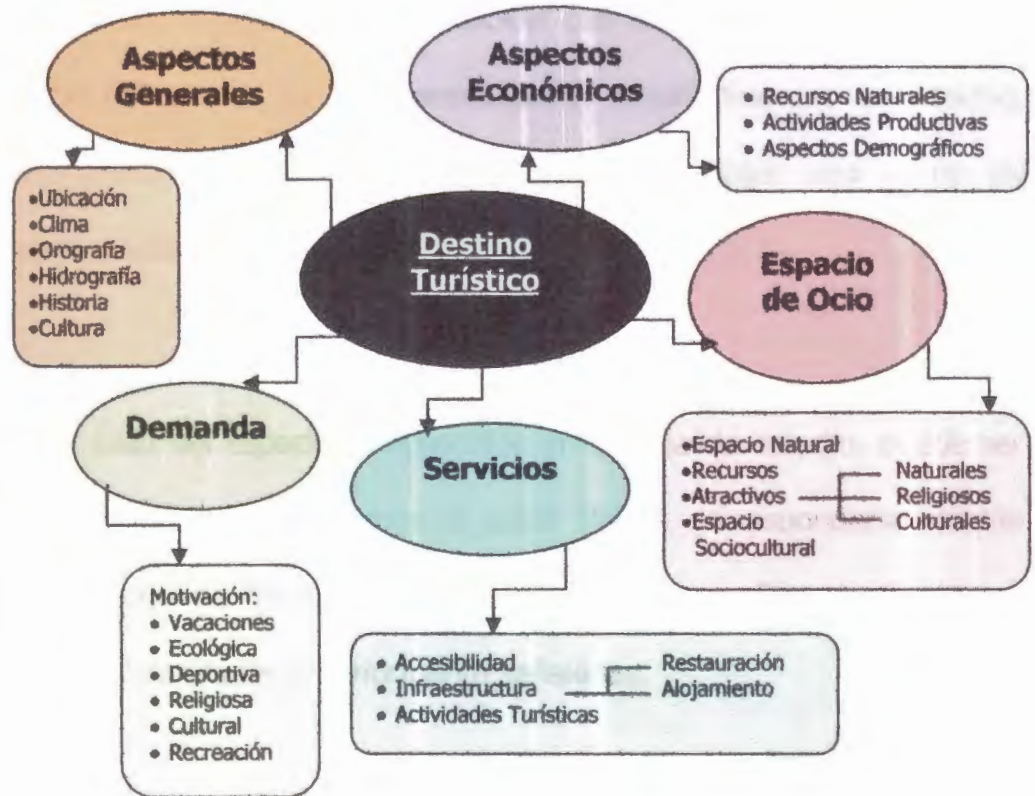 Aspectos
Generales
•Ubicación
•Clima
•Orografía
•Hidrografía
•Historia
•Cultura
Aspectos
Económicos
• Recursos Naturales
• Actividades Productivas
• Aspectos Demográficos
Destino
Turístico
Espacio
de Ocio
•Espacio Natural
•Recursos
•Atractivos
•Espacio
Sociocultural
Naturales
Religiosos
Culturales
Demanda
Motivación:
• Vacaciones
• Ecológica
• Deportiva
• Religiosa
• Cultural
• Recreación
Servicios
• Accesibilidad
• Infraestructura
• Actividades Turísticas
Restauración
Alojamiento